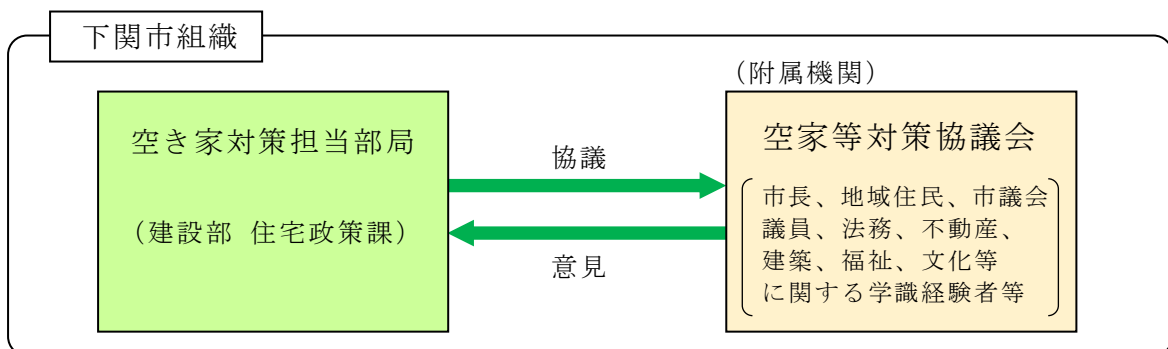 下関市組織
（附属機関）
空き家対策担当部局
（建設部 住宅政策課）
協議
意見
空家等対策協議会
市長、地域住民、市議会
議員、法務、不動産、
建築、福祉、文化等
に関する学識経験者等